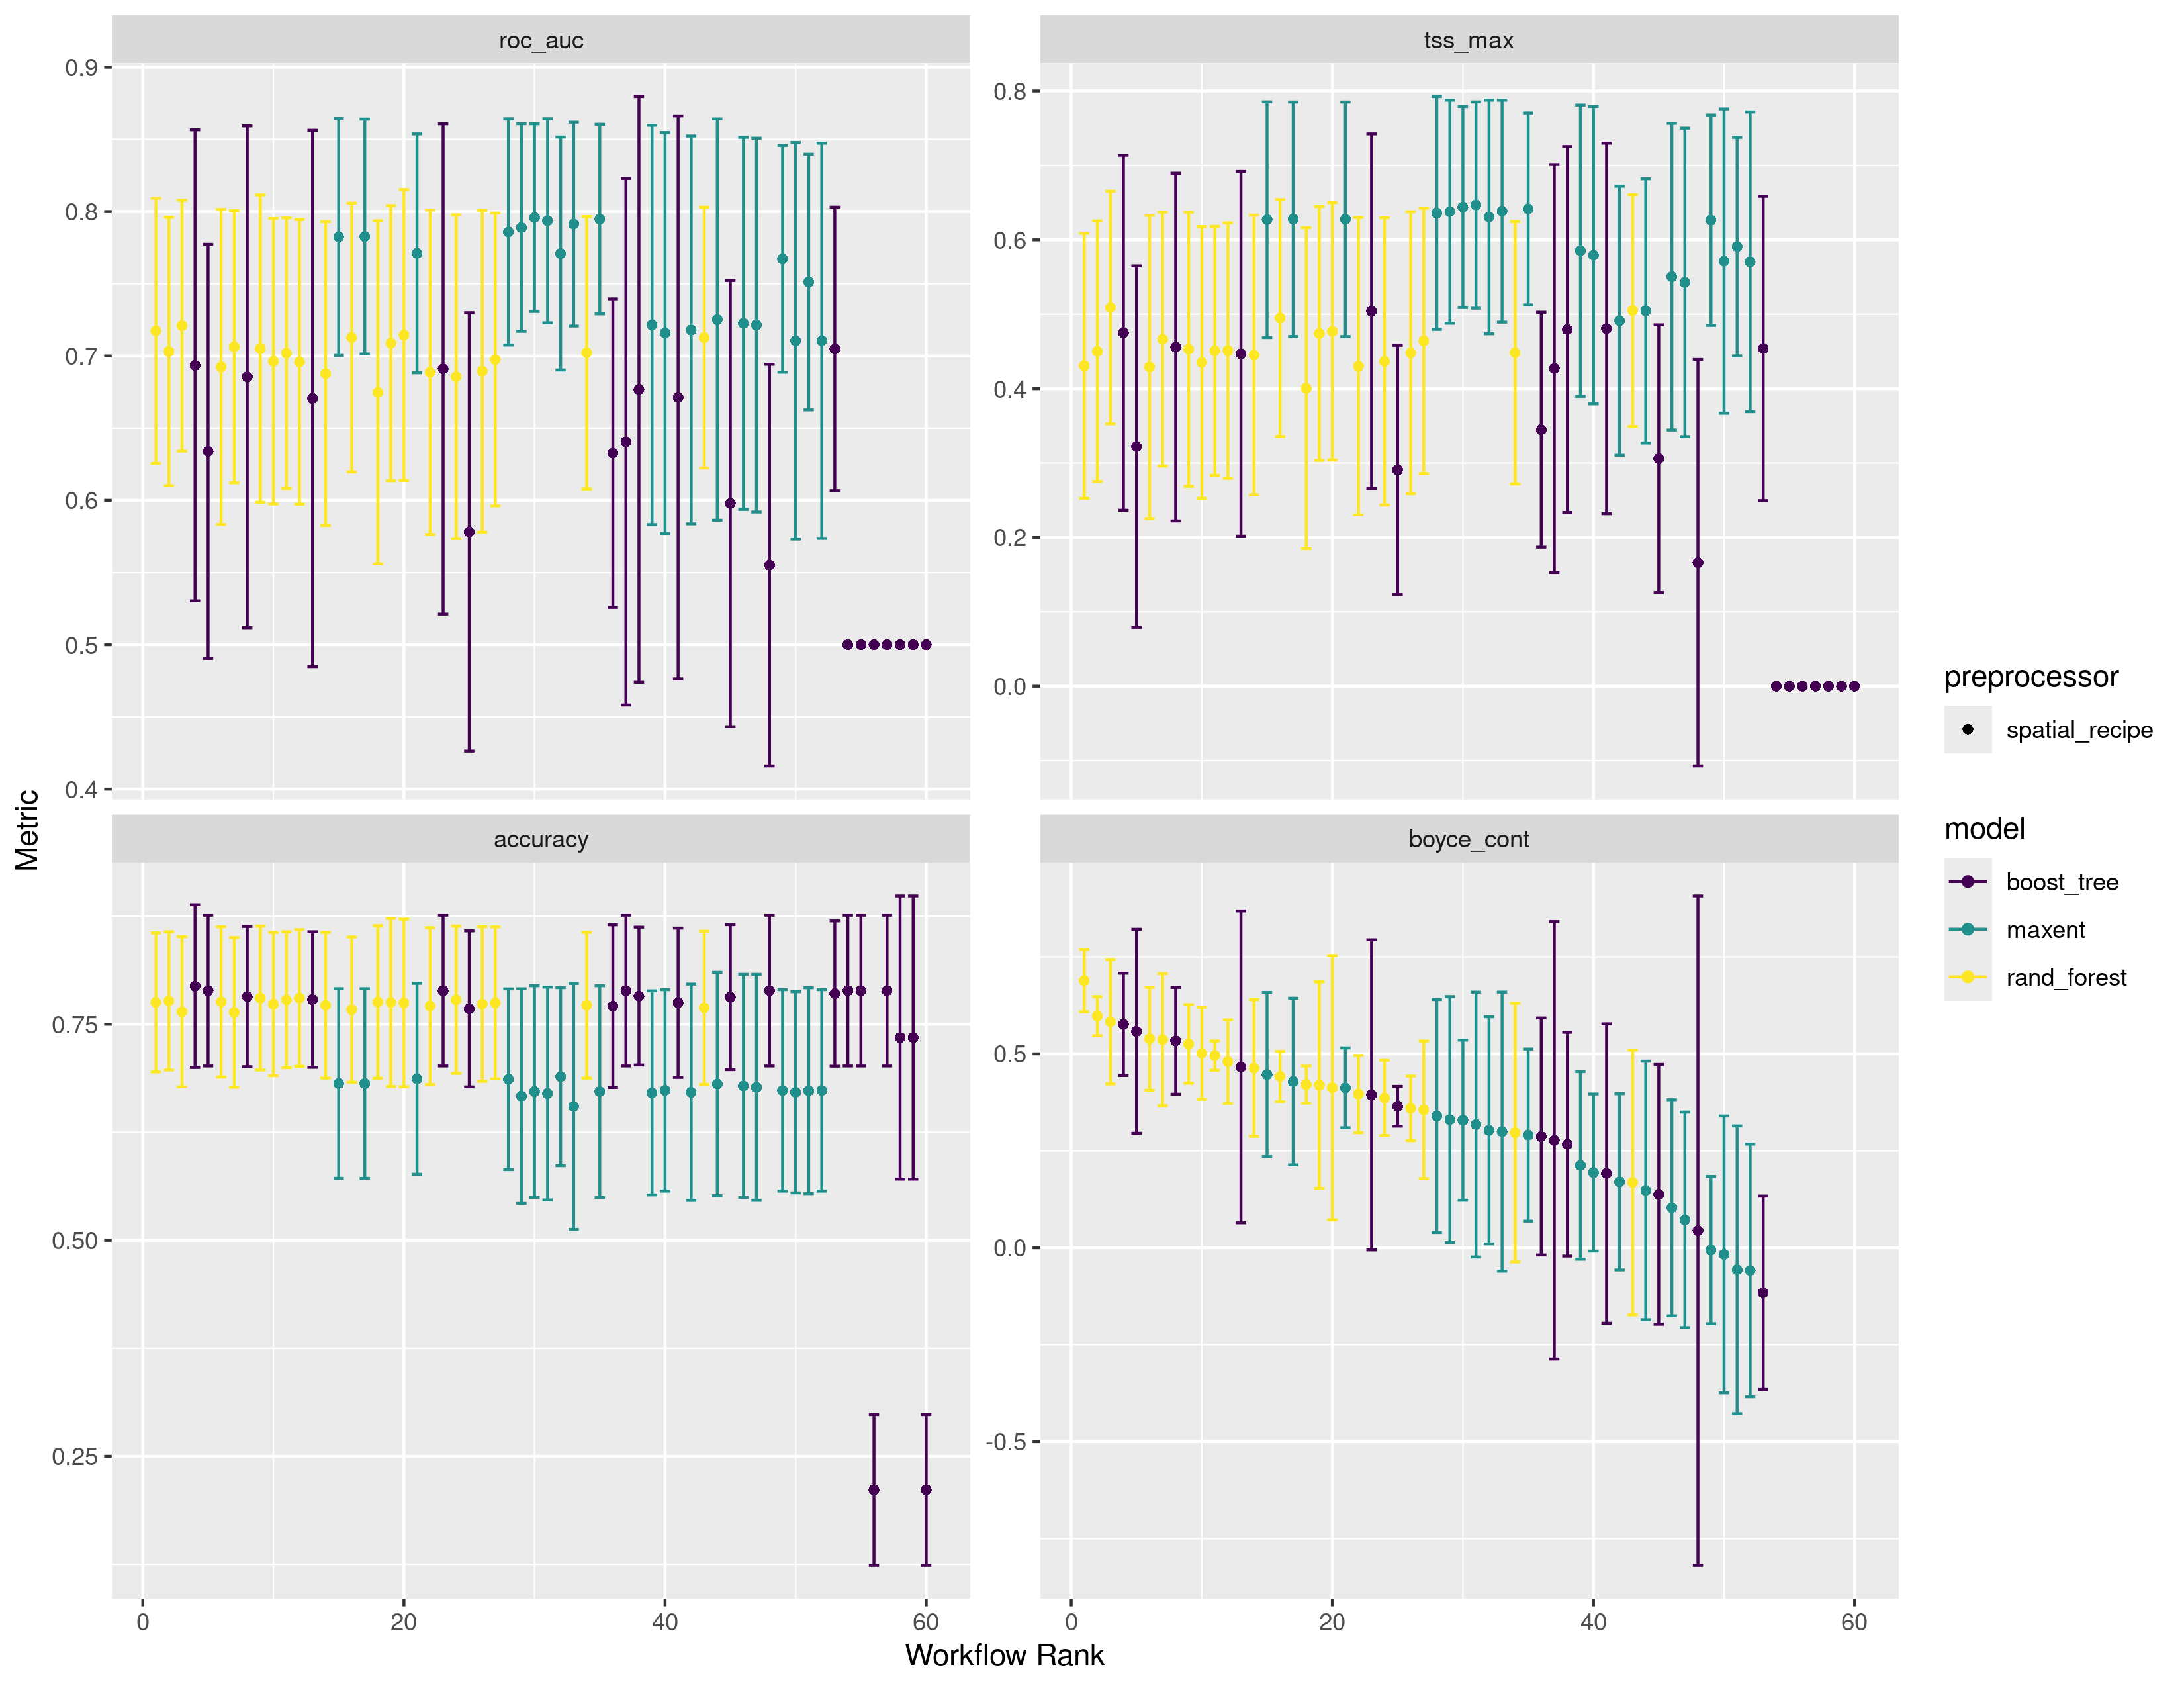 roc_auc
tss_max
0.9
0.8
0.7
0.6
0.5
0.4
0.8
0.6
0.4
0.2
0.0
accuracy
boyce_cont
0.75
0.50
0.25
0.5
0.0
-0.5
0
20
40
60
0
20
40
60
Metric
Workflow Rank
preprocessor
spatial_recipe
model
boost_tree
maxent
rand_forest